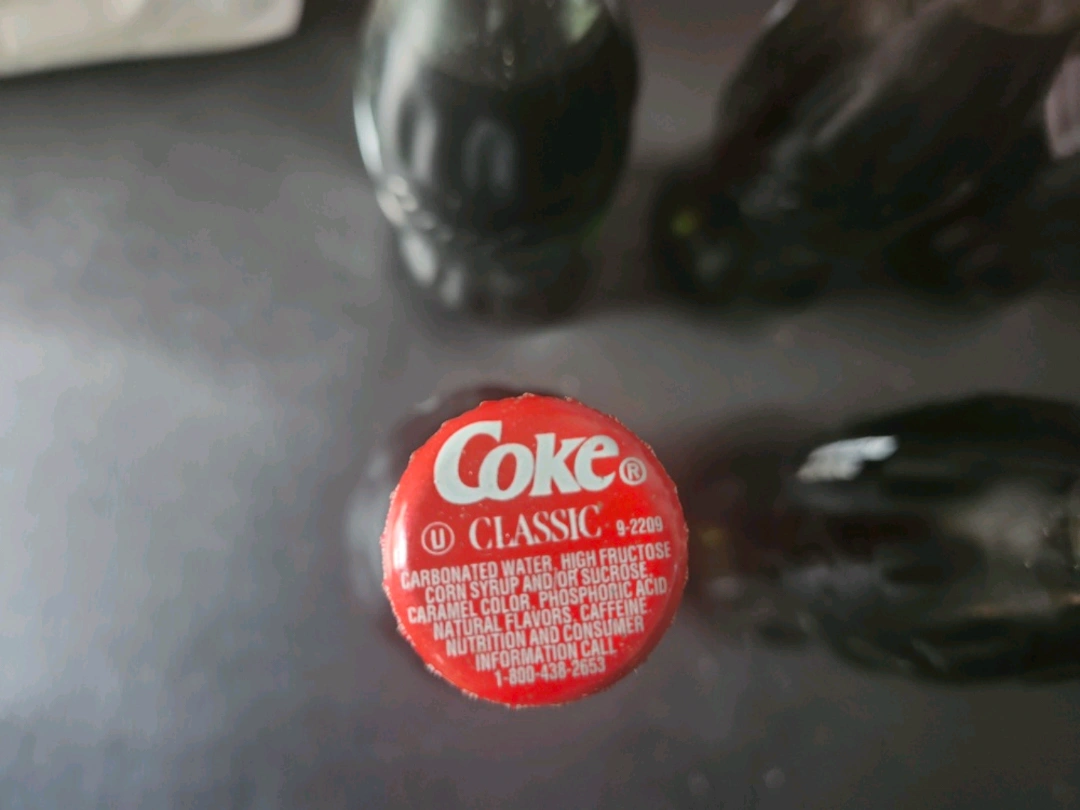 Coke®
Ⓤ CLASSIC 9-2209
CARBONATED WATER, HIGH FRUCTOSE
CORN SYRUP AND/OR SUCROSE,
CARAMEL COLOR, PHOSPHORIC ACID,
NATURAL FLAVORS, CAFFEINE.
NUTRITION AND CONSUMER
INFORMATION CALL
1-800-438-2653